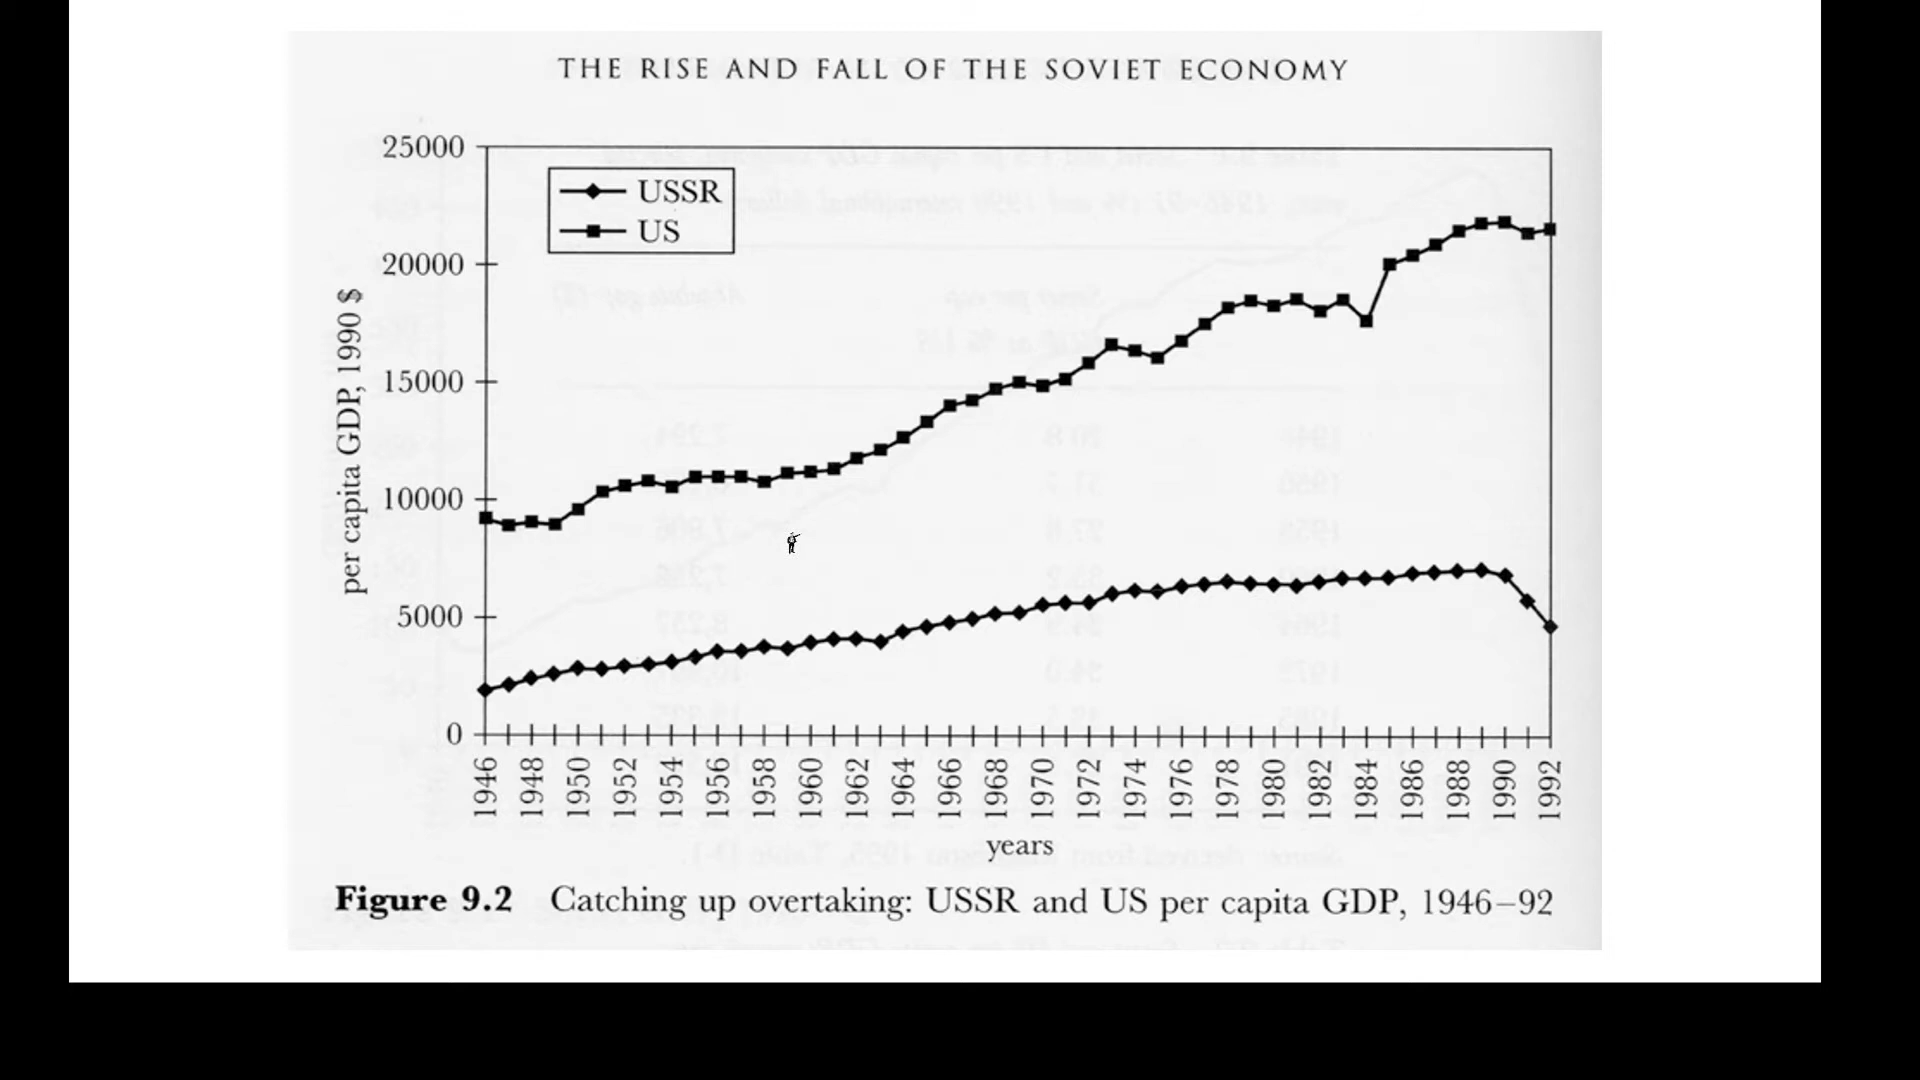 THE RISE AND FALL OF THE SOVIET ECONOMY
25000
20000
15000
10000
5000
0
per capita GDP, 1990 $
USSR
US
1946 1948 1950 1952 1954 1956 1958 1960 1962 1964 1966 1968 1970 1972 1974 1976 1978 1980 1982 1984 1986 1988 1990 1992
years
Figure 9.2 Catching up overtaking: USSR and US per capita GDP, 1946–92